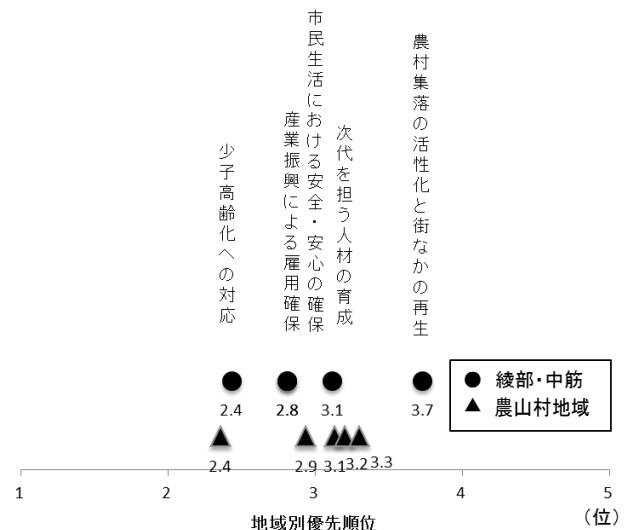 少子高齢化への対応
産業振興による雇用確保
市民生活における安全・安心の確保
次代を担う人材の育成
農村集落の活性化と街なかの再生
● 綾部・中筋
▲ 農山村地域
2.4
2.8
3.1
3.7
2.4
2.9
3.1
3.2
3.3
1
2
3
4
5
地域別優先順位
(位)